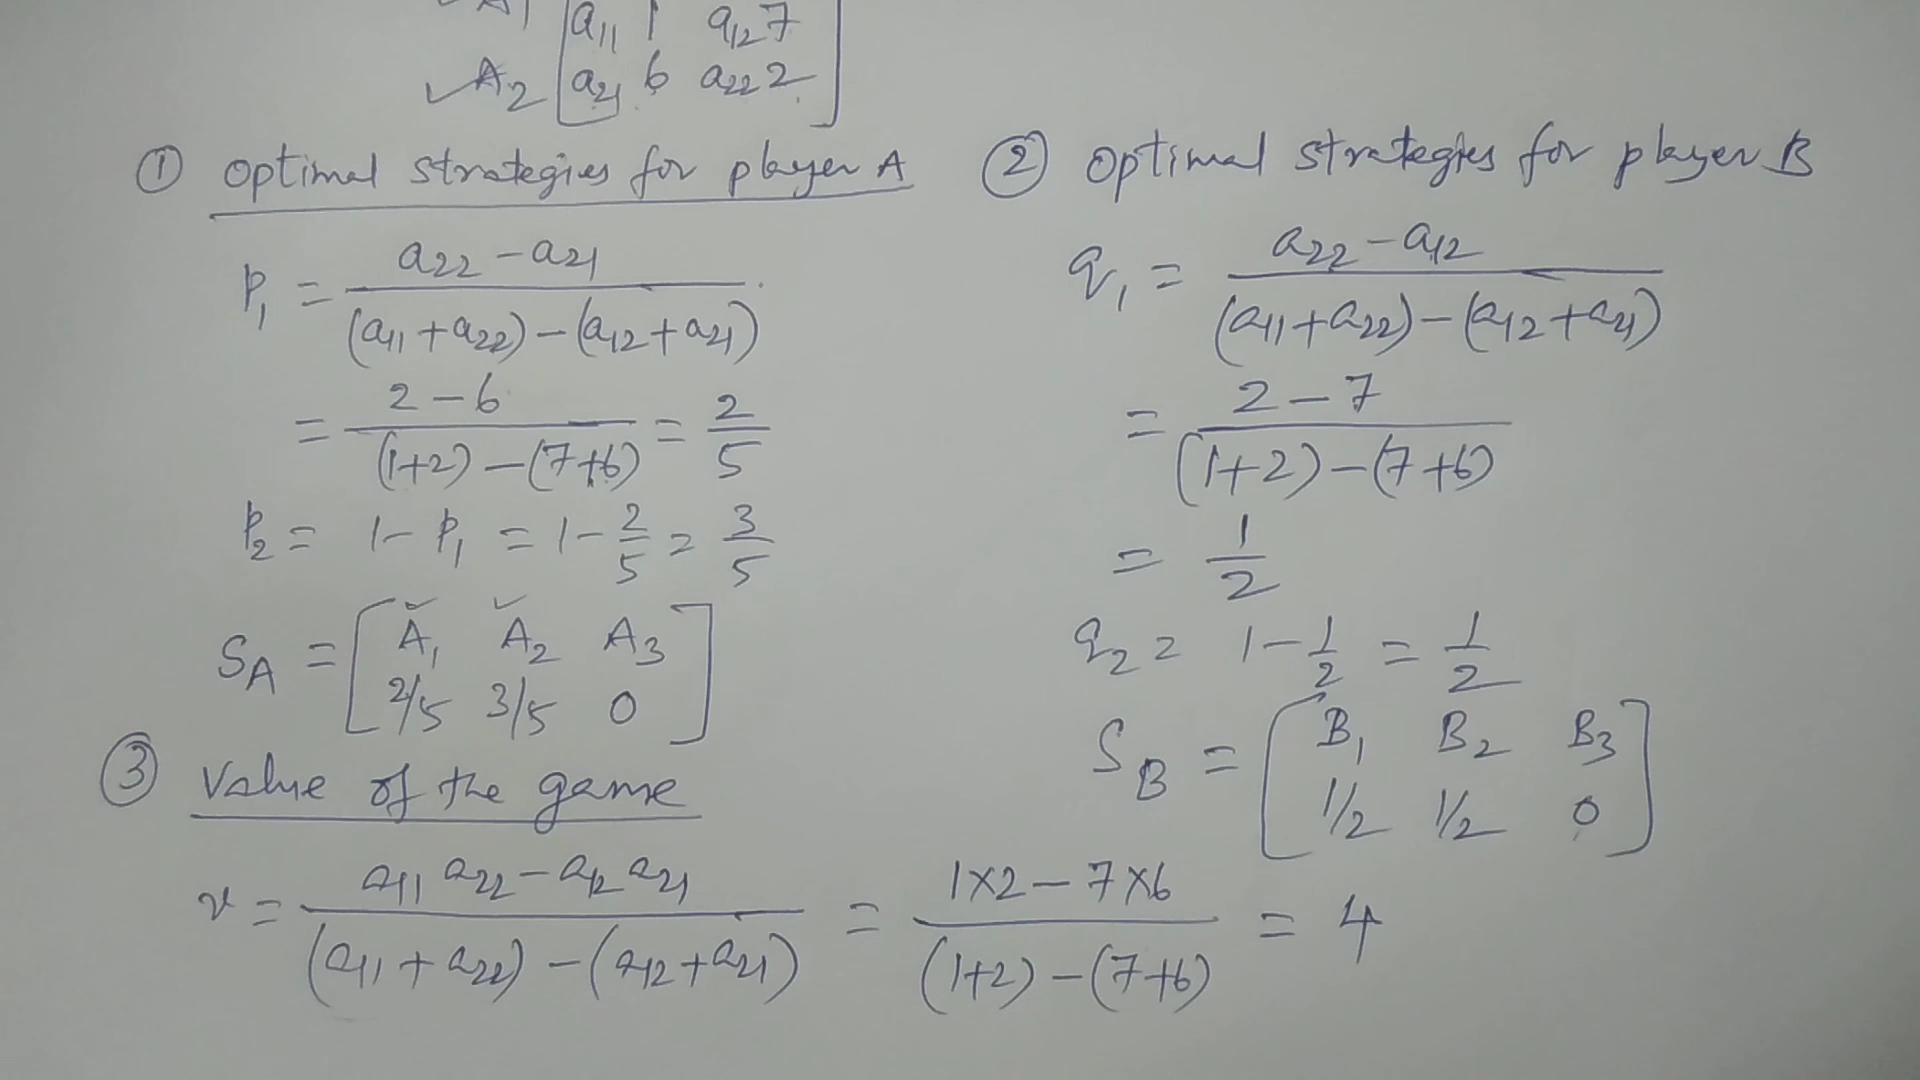 A1 [a11 1 a12 7
✓A2 a21 6 a22 2]
① optimal strategies for player A
P1 = (a22 - a21) / ((a11 + a22) - (a12 + a21))
= (2 - 6) / ((1+2) - (7+6)) = 2/5
P2 = 1 - P1 = 1 - 2/5 = 3/5
SA = [A1 A2 A3
2/5 3/5 0]
② optimal strategies for player B
q1 = (a22 - a12) / ((a11 + a22) - (a12 + a21))
= (2 - 7) / ((1+2) - (7+6))
= 1/2
q2 = 1 - 1/2 = 1/2
SB = [B1 B2 B3
1/2 1/2 0]
③ Value of the game
v = (a11 a22 - a12 a21) / ((a11 + a22) - (a12 + a21)) = (1×2 - 7×6) / ((1+2) - (7+6)) = 4